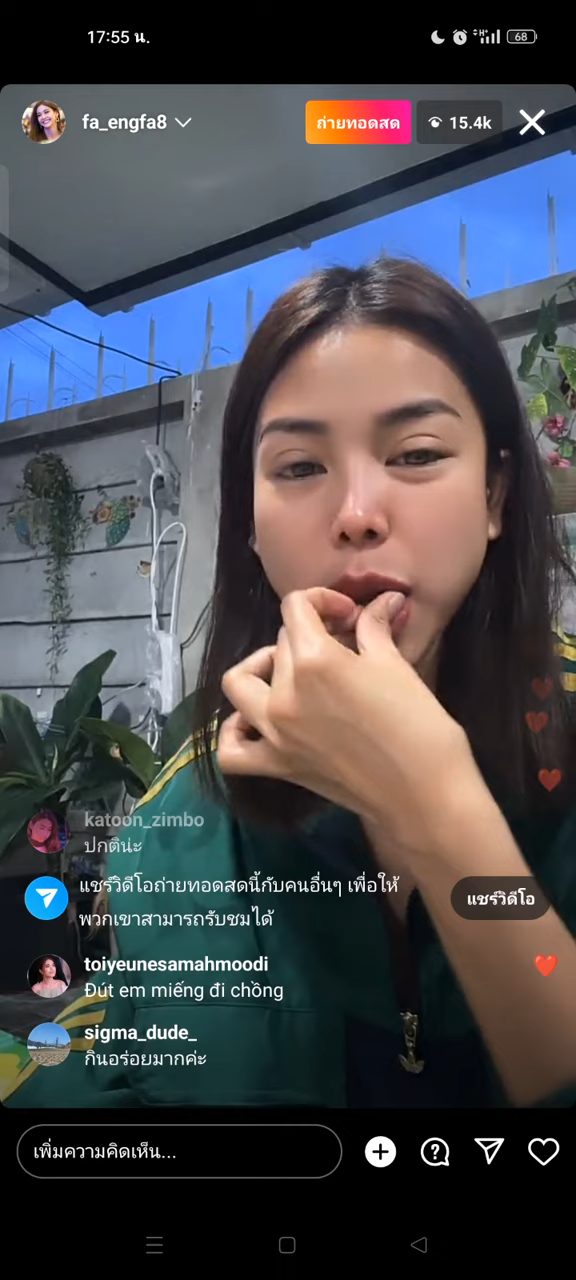 17:55 น.
68
fa_engfa8
ถ่ายทอดสด
15.4k
katoon_zimbo
ปกติน่ะ
แชร์วิดีโอถ่ายทอดสดนี้กับคนอื่นๆ เพื่อให้
พวกเขาสามารถรับชมได้
แชร์วิดีโอ
toiyeunesamahmoodi
Đút em miếng đi chồng
sigma_dude_
กินอร่อยมากค่ะ
เพิ่มความคิดเห็น...